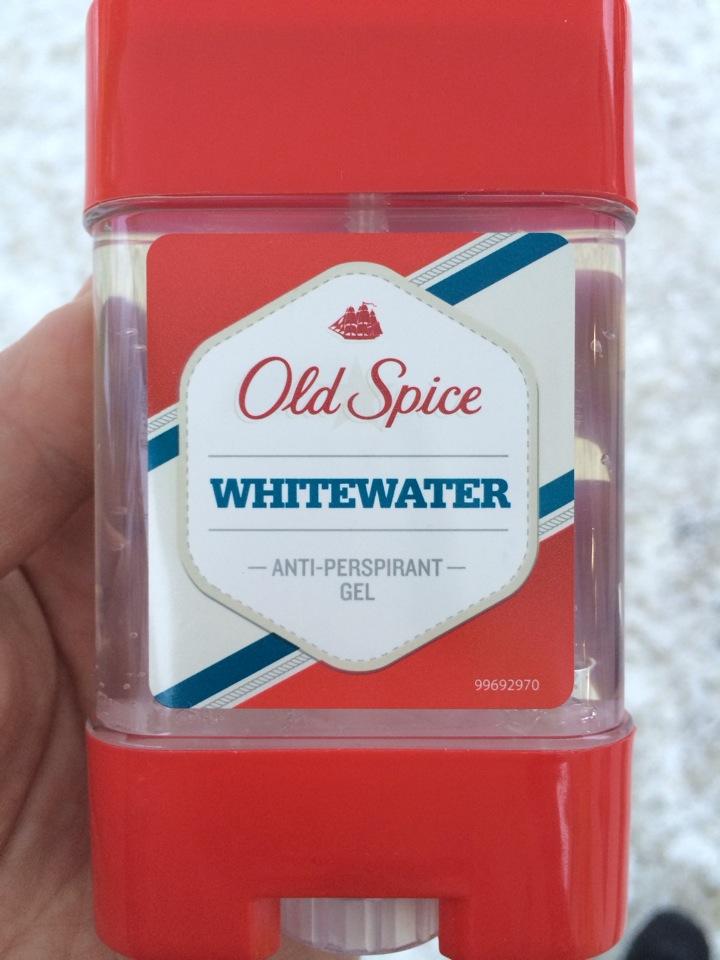 Old Spice
WHITEWATER
— ANTI-PERSPIRANT —
GEL
99692970